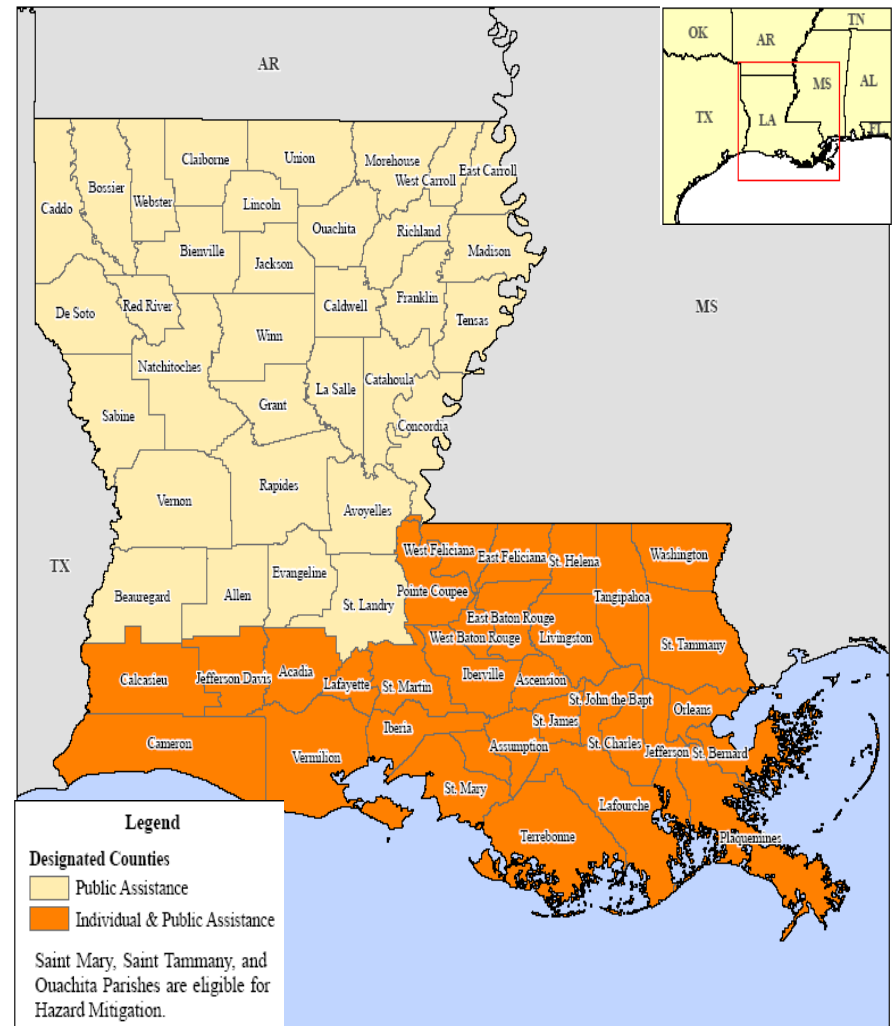 AR
OK
AR
TN
MS
AL
TX
LA
FL
Claiborne
Union
Morehouse
West Carroll
East Carroll
Bossier
Webster
Caddo
Lincoln
Ouachita
Richland
Madison
Bienville
Jackson
De Soto
Red River
Caldwell
Franklin
Tensas
MS
Winn
Natchitoches
La Salle
Catahoula
Grant
Sabine
Concordia
Vernon
Rapides
Avoyelles
TX
Beauregard
Allen
Evangeline
St. Landry
West Feliciana
East Feliciana
St. Helena
Washington
Pointe Coupee
Tangipahoa
East Baton Rouge
West Baton Rouge
Livingston
St. Tammany
Calcasieu
Jefferson Davis
Acadia
Lafayette
St. Martin
Iberville
Ascension
St. John the Bapt
Orleans
Cameron
Vermilion
Iberia
Assumption
St. James
St. Charles
Jefferson
St. Bernard
St. Mary
Lafourche
Terrebonne
Plaquemines
Legend
Designated Counties
Public Assistance
Individual & Public Assistance
Saint Mary, Saint Tammany, and
Ouachita Parishes are eligible for
Hazard Mitigation.